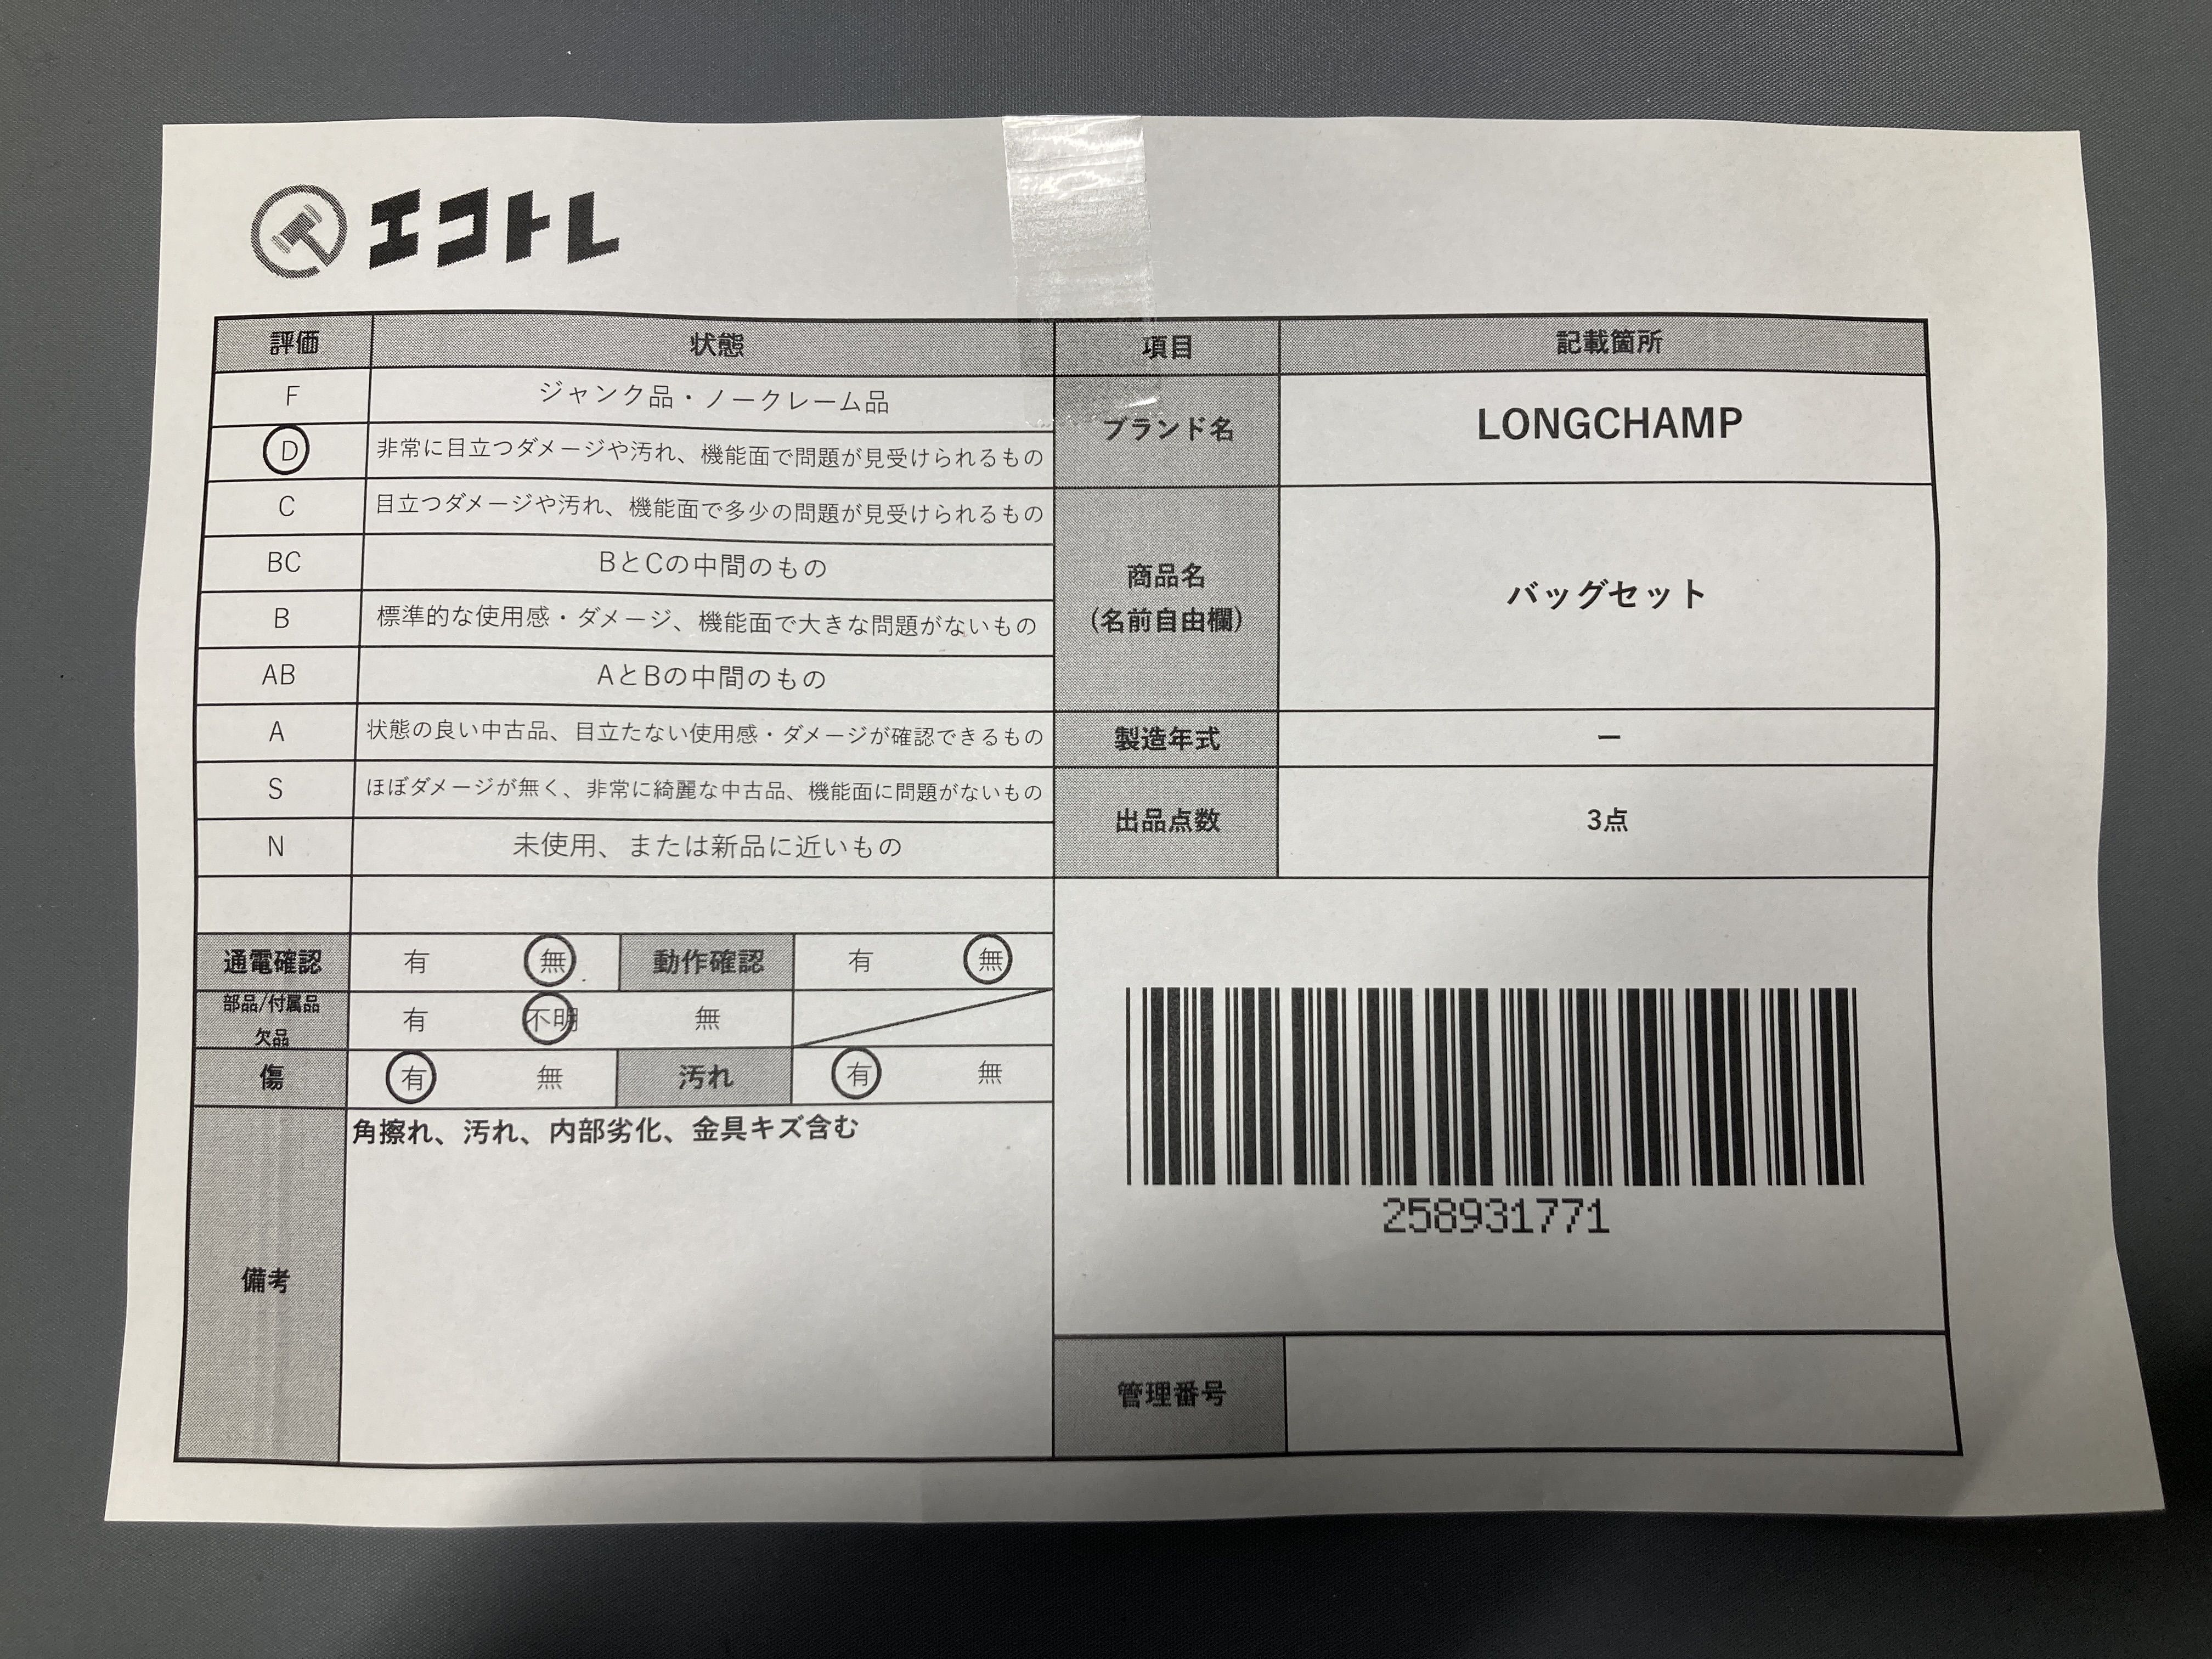 エコトレ
評価 状態 項目 記載箇所
F ジャンク品・ノークレーム品
D 非常に目立つダメージや汚れ、機能面で問題が見受けられるもの
ブランド名 LONGCHAMP
C 目立つダメージや汚れ、機能面で多少の問題が見受けられるもの
BC BとCの中間のもの
B 標準的な使用感・ダメージ、機能面で大きな問題がないもの
商品名
(名前自由欄)
バッグセット
AB AとBの中間のもの
A 状態の良い中古品、目立たない使用感・ダメージが確認できるもの
製造年式 ー
S ほぼダメージが無く、非常に綺麗な中古品、機能面に問題がないもの
N 未使用、または新品に近いもの
出品点数 3点
通電確認 有 無 動作確認 有 無
部品/付属品
欠品
有 不明 無
傷 有 無 汚れ 有 無
備考
角擦れ、汚れ、内部劣化、金具キズ含む
258931771
管理番号